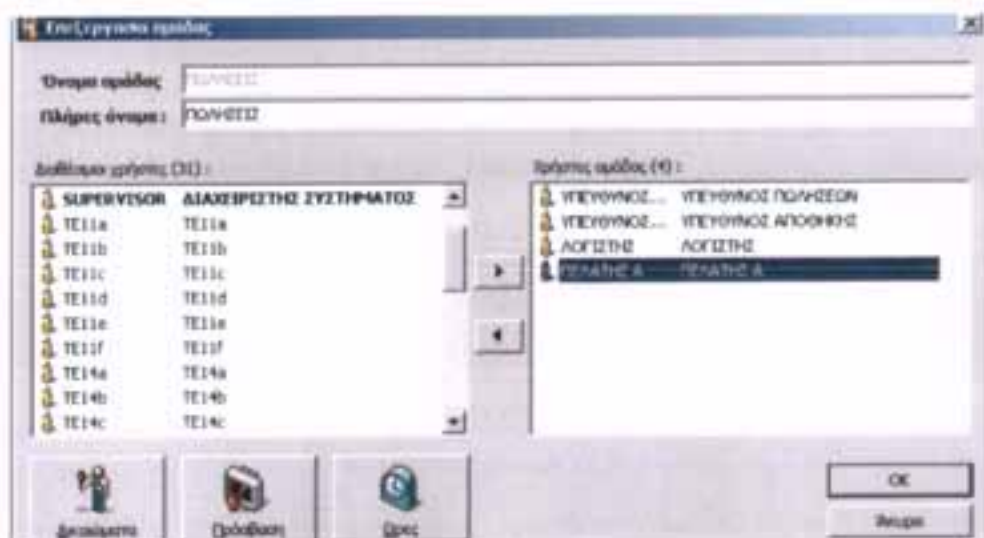 Επεξεργασία ομάδας
Όνομα ομάδας ΠΩΛΗΣΕΙΣ
Πλήρες όνομα : ΠΩΛΗΣΕΙΣ
Διαθέσιμοι χρήστες (31) :
SUPERVISOR ΔΙΑΧΕΙΡΙΣΤΗΣ ΣΥΣΤΗΜΑΤΟΣ
TE11a TE11a
TE11b TE11b
TE11c TE11c
TE11d TE11d
TE11e TE11e
TE11f TE11f
TE14a TE14a
TE14b TE14b
TE14c TE14c
Χρήστες ομάδας (4) :
ΥΠΕΥΘΥΝΟΣ... ΥΠΕΥΘΥΝΟΣ ΠΩΛΗΣΕΩΝ
ΥΠΕΥΘΥΝΟΣ... ΥΠΕΥΘΥΝΟΣ ΑΠΟΘΗΚΗΣ
ΛΟΓΙΣΤΗΣ ΛΟΓΙΣΤΗΣ
ΠΕΛΑΤΗΣ Α ΠΕΛΑΤΗΣ Α
Δικαιώματα
Πρόσβαση
Ώρες
OK
Άκυρο